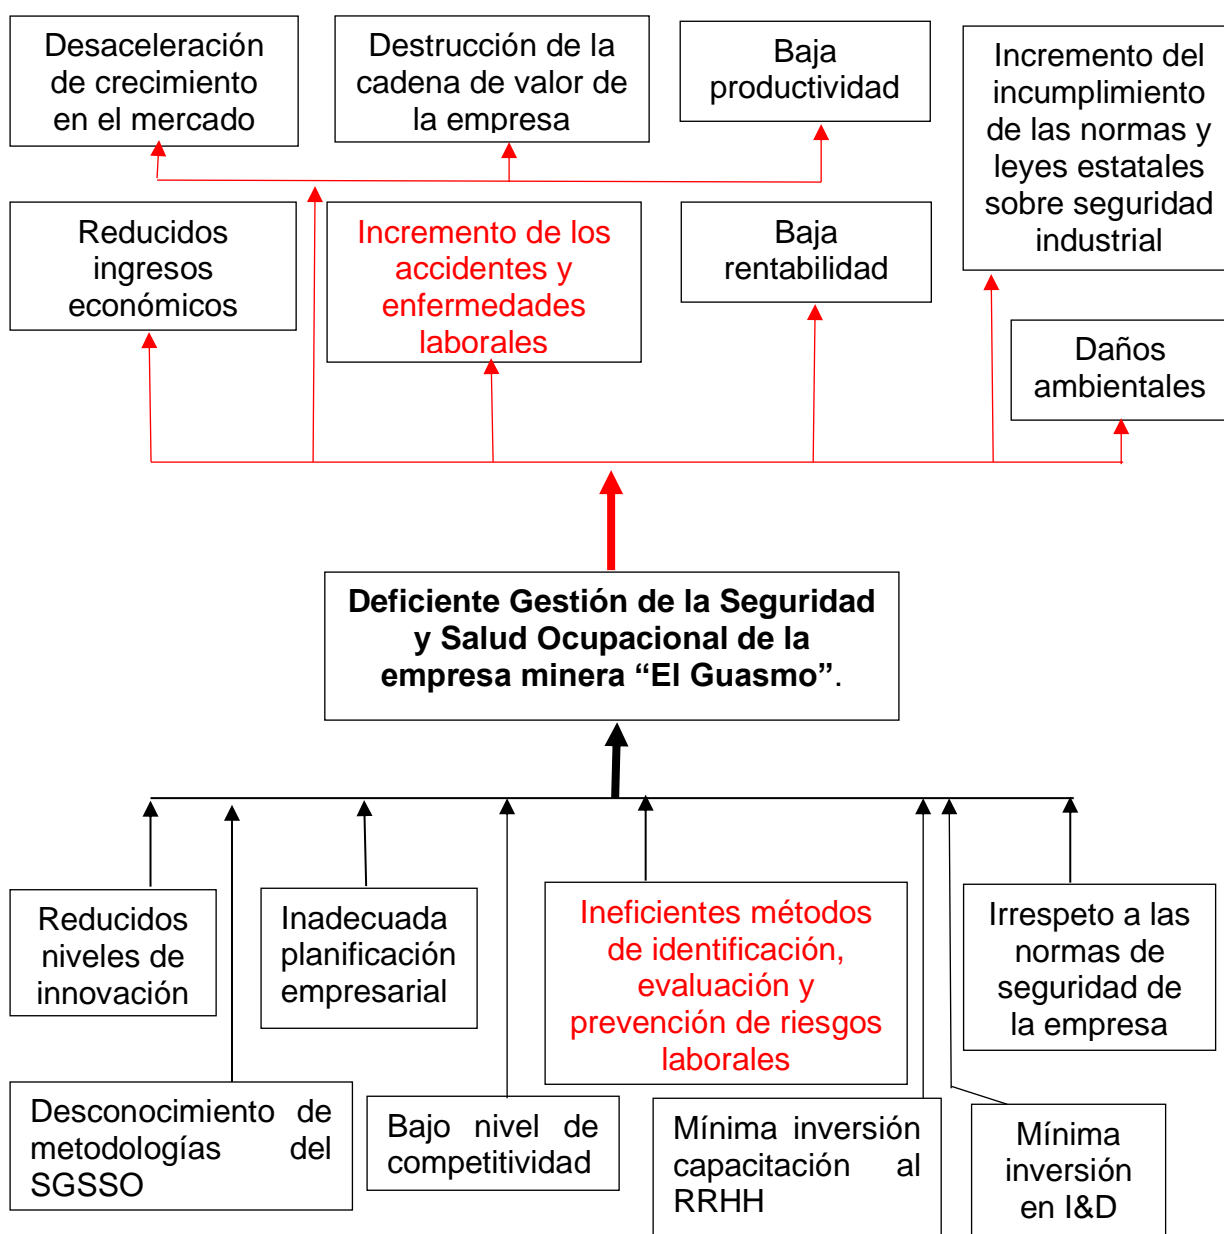 Desaceleración
de crecimiento
en el mercado
Destrucción de la
cadena de valor de
la empresa
Baja
productividad
Incremento del
incumplimiento
de las normas y
leyes estatales
sobre seguridad
industrial
Reducidos
ingresos
económicos
Incremento de los
accidentes y
enfermedades
laborales
Baja
rentabilidad
Daños
ambientales
Deficiente Gestión de la Seguridad
y Salud Ocupacional de la
empresa minera “El Guasmo”.
Reducidos
niveles de
innovación
Inadecuada
planificación
empresarial
Ineficientes métodos
de identificación,
evaluación y
prevención de riesgos
laborales
Irrespeto a las
normas de
seguridad de
la empresa
Desconocimiento de
metodologías del
SGSSO
Bajo nivel de
competitividad
Mínima inversión
capacitación al
RRHH
Mínima
inversión
en I&D